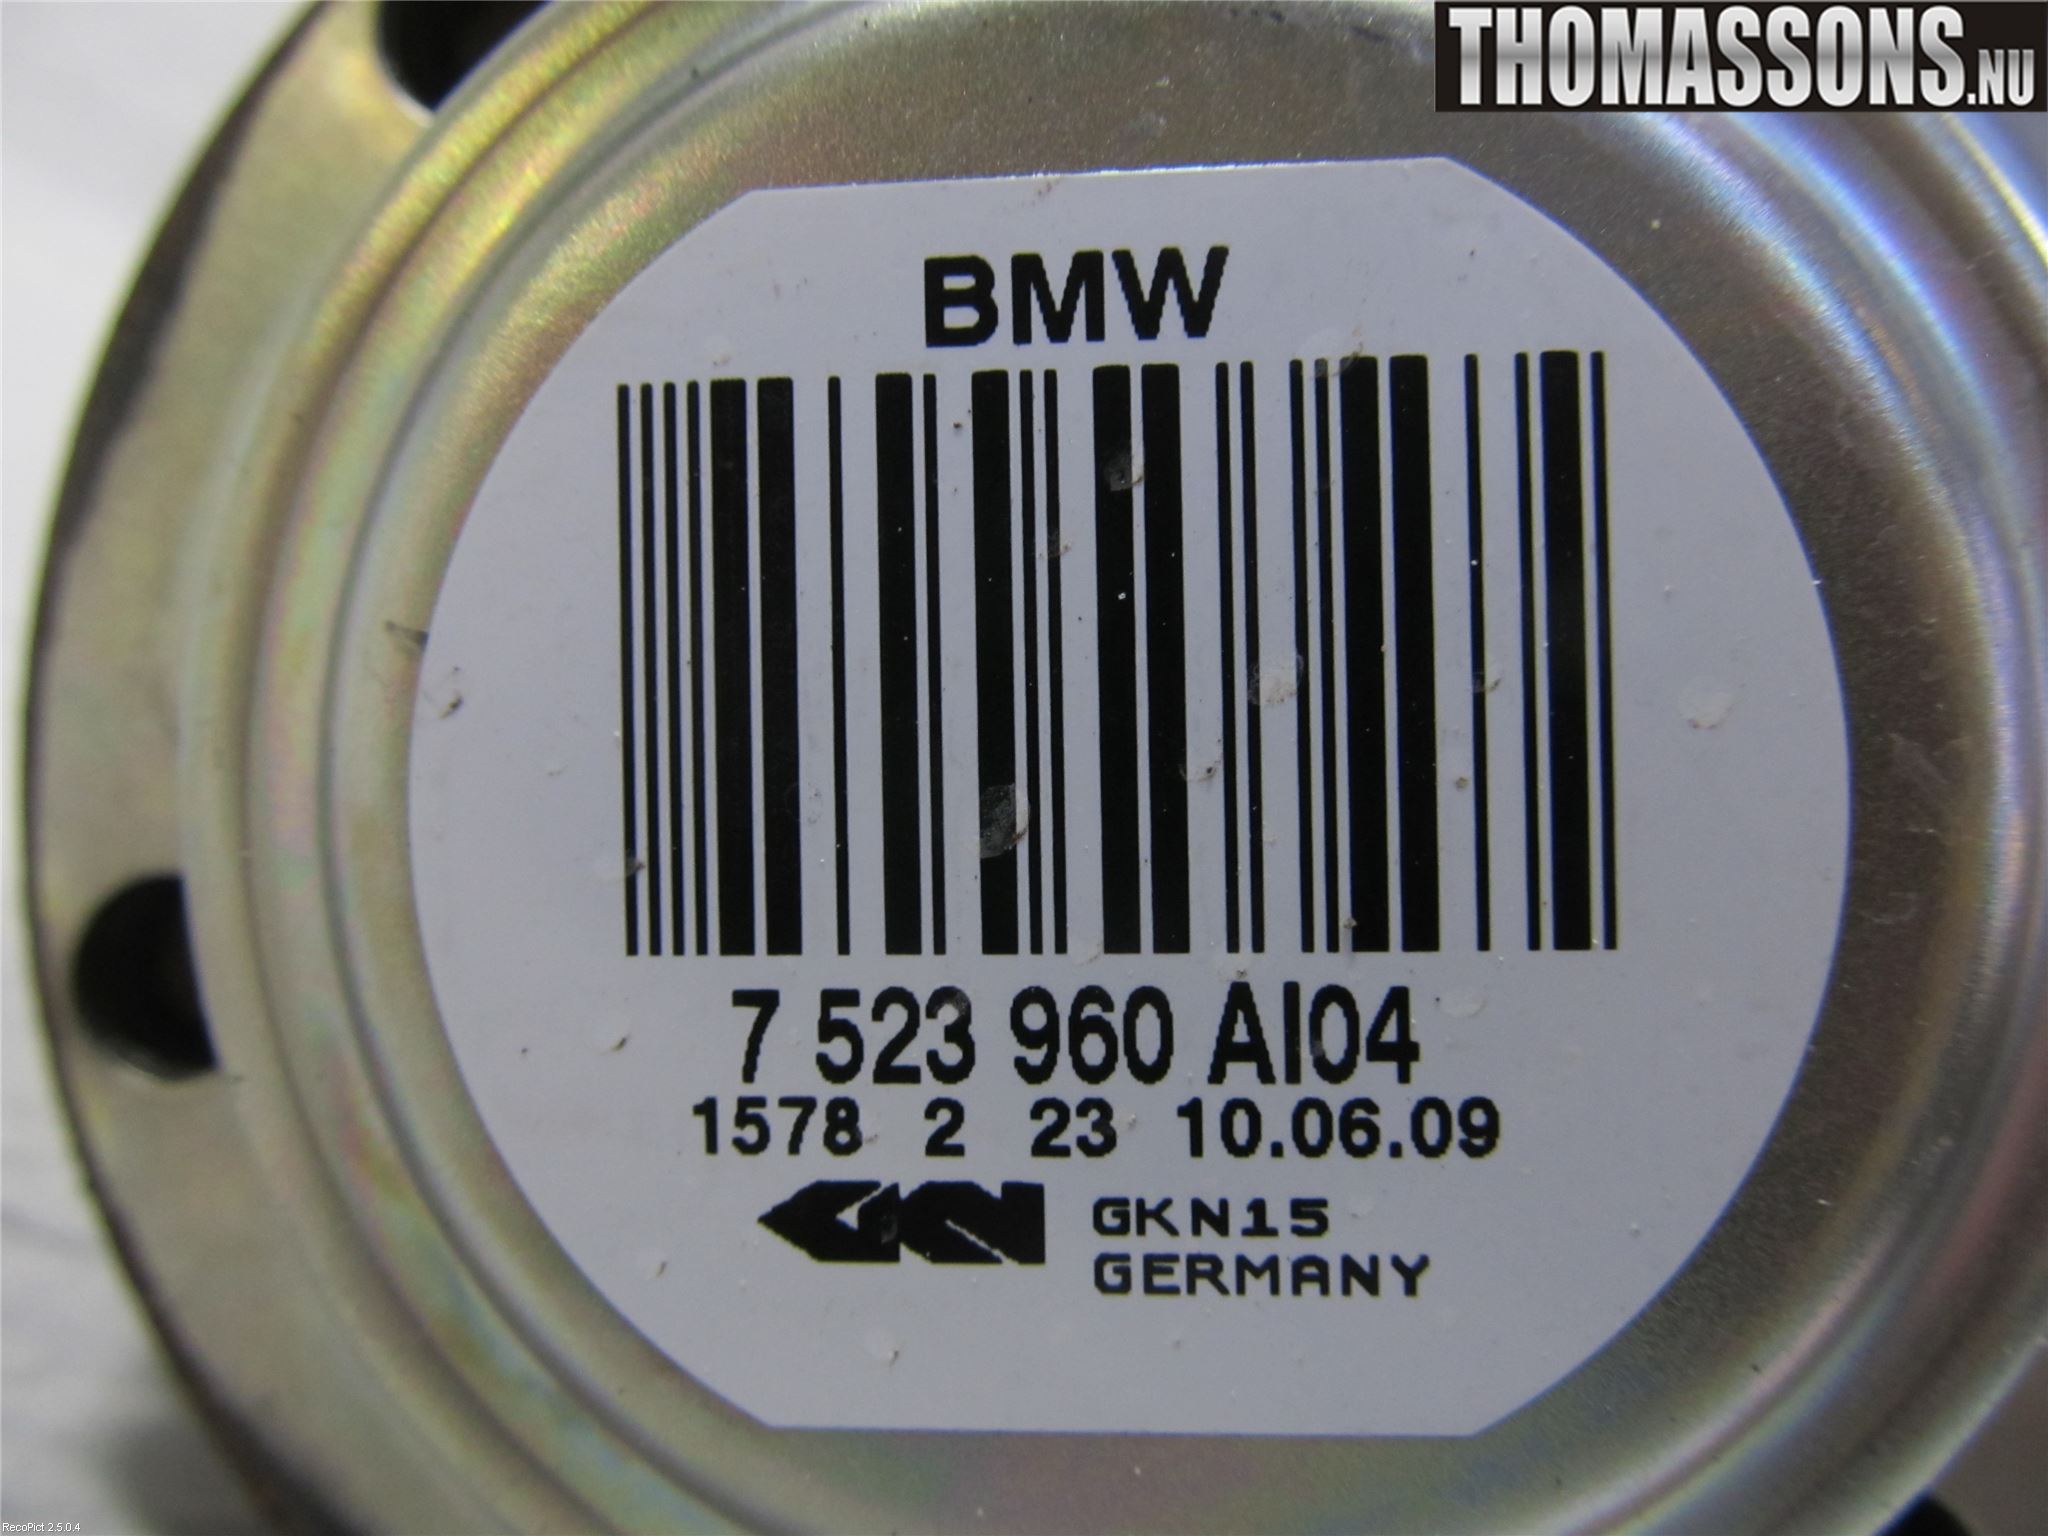 THOMASSONS.NU
BMW
7 523 960 AI04
1578 2 23 10.06.09
GKN GKN15
GERMANY
RecoPict 2.5.0.4